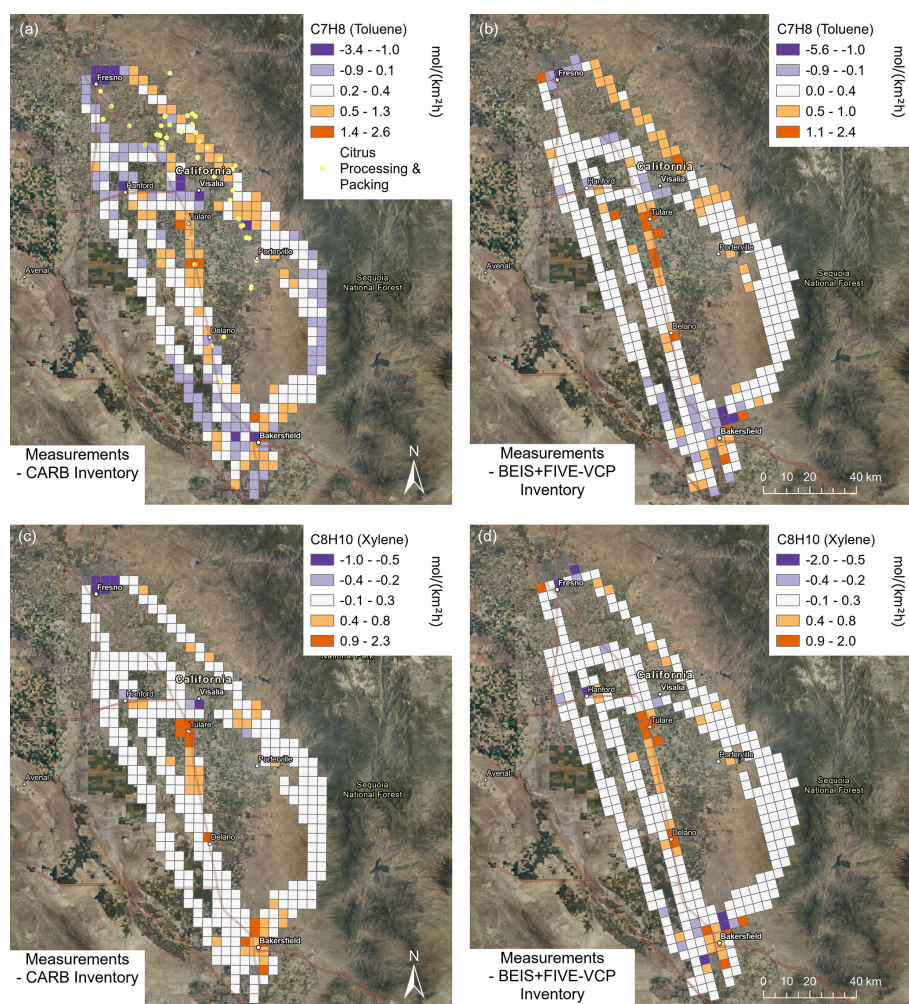 (a)
C7H8 (Toluene)
-3.4 - -1.0
-0.9 - 0.1
0.2 - 0.4
0.5 - 1.3
1.4 - 2.6
Citrus
Processing &
Packing
mol/(km²h)
Fresno
California
Visalia
Hanford
Tulare
Porterville
Avenal
Sequoia
National Forest
Delano
Bakersfield
Measurements
- CARB Inventory
N
(b)
C7H8 (Toluene)
-5.6 - -1.0
-0.9 - -0.1
0.0 - 0.4
0.5 - 1.0
1.1 - 2.4
mol/(km²h)
Fresno
California
Visalia
Hanford
Tulare
Porterville
Avenal
Sequoia
National Forest
Delano
Bakersfield
Measurements
- BEIS+FIVE-VCP
Inventory
0 20 40 km
(c)
C8H10 (Xylene)
-1.0 - -0.5
-0.4 - -0.2
-0.1 - 0.3
0.4 - 0.8
0.9 - 2.3
mol/(km²h)
Fresno
National Park
California
Visalia
Hanford
Tulare
Porterville
Avenal
Sequoia
National Forest
Delano
Bakersfield
Measurements
- CARB Inventory
N
(d)
C8H10 (Xylene)
-2.0 - -0.5
-0.4 - -0.2
-0.1 - 0.3
0.4 - 0.8
0.9 - 2.0
mol/(km²h)
Fresno
California
Visalia
Hanford
Tulare
Porterville
Avenal
Sequoia
National Forest
Delano
Bakersfield
Measurements
- BEIS+FIVE-VCP
Inventory
0 20 40 km